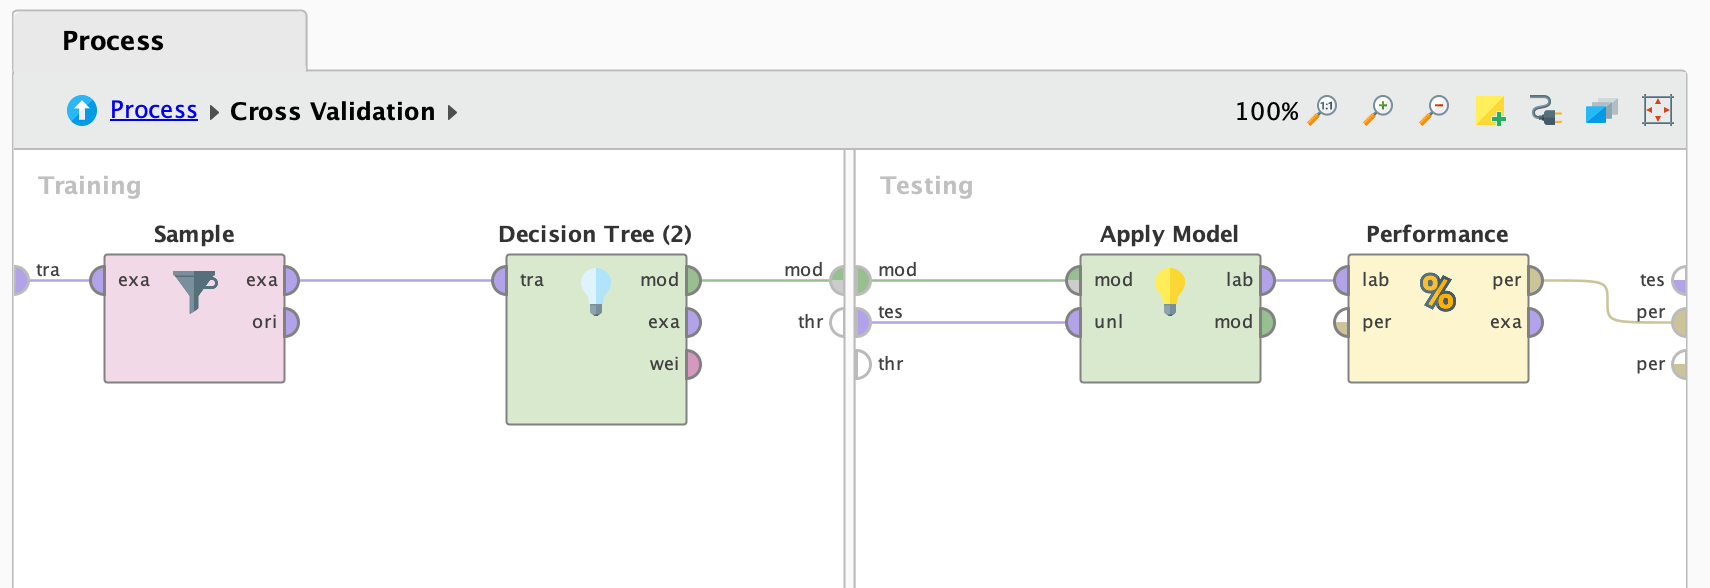 Process
Process Cross Validation
100% 1:1
Training
Testing
Sample
Decision Tree (2)
Apply Model
Performance
tra
exa
exa
ori
tra
mod
exa
wei
mod
thr
mod
tes
thr
mod
unl
lab
mod
lab
per
%
per
exa
tes
per
per